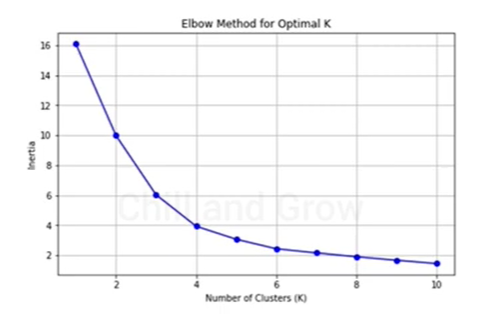 Elbow Method for Optimal K
16
14
12
10
8
6
4
2
Inertia
Chill and Grow
2 4 6 8 10
Number of Clusters (K)